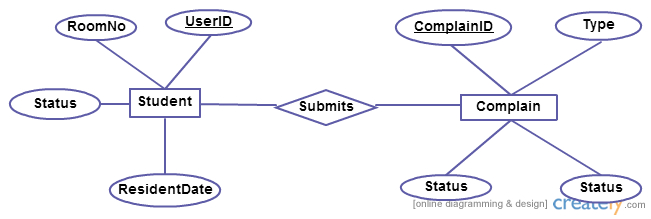 RoomNo
UserID
ComplainID
Type
Status
Student
Submits
Complain
ResidentDate
Status
Status
[online diagramming & design] creately.com